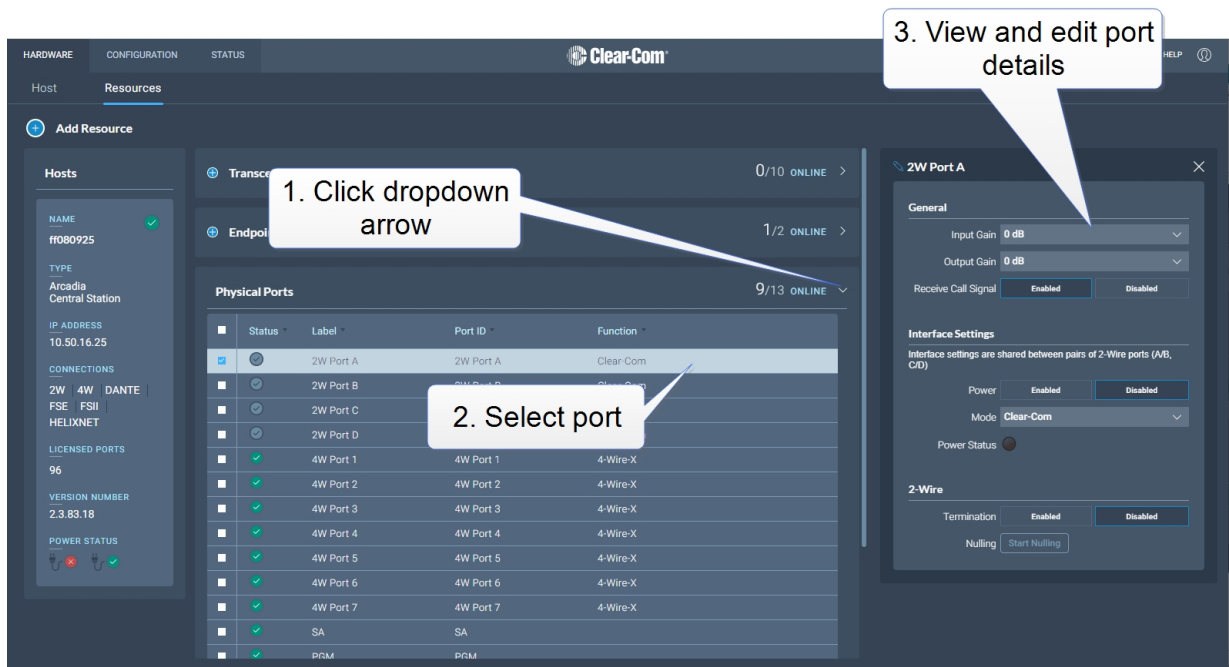 3. View and edit port
details
HARDWARE CONFIGURATION STATUS Clear-Com HELP
Host Resources
Add Resource
Hosts
NAME
ff080925
TYPE
Arcadia
Central Station
IP ADDRESS
10.50.16.25
CONNECTIONS
2W 4W DANTE
FSE FSII
HELIXNET
LICENSED PORTS
96
VERSION NUMBER
2.3.83.18
POWER STATUS
0/10 ONLINE
1. Click dropdown
arrow
1/2 ONLINE
Physical Ports 9/13 ONLINE
Status Label Port ID Function
2W Port A 2W Port A Clear-Com
2W Port B
2W Port C
2W Port D
2. Select port
4W Port 1 4W Port 1 4-Wire-X
4W Port 2 4W Port 2 4-Wire-X
4W Port 3 4W Port 3 4-Wire-X
4W Port 4 4W Port 4 4-Wire-X
4W Port 5 4W Port 5 4-Wire-X
4W Port 6 4W Port 6 4-Wire-X
4W Port 7 4W Port 7 4-Wire-X
SA SA
PGM PGM
2W Port A
General
Input Gain 0 dB
Output Gain 0 dB
Receive Call Signal Enabled Disabled
Interface Settings
Interface settings are shared between pairs of 2-Wire ports (A/B,
C/D)
Power Enabled Disabled
Mode Clear-Com
Power Status
2-Wire
Termination Enabled Disabled
Nulling Start Nulling